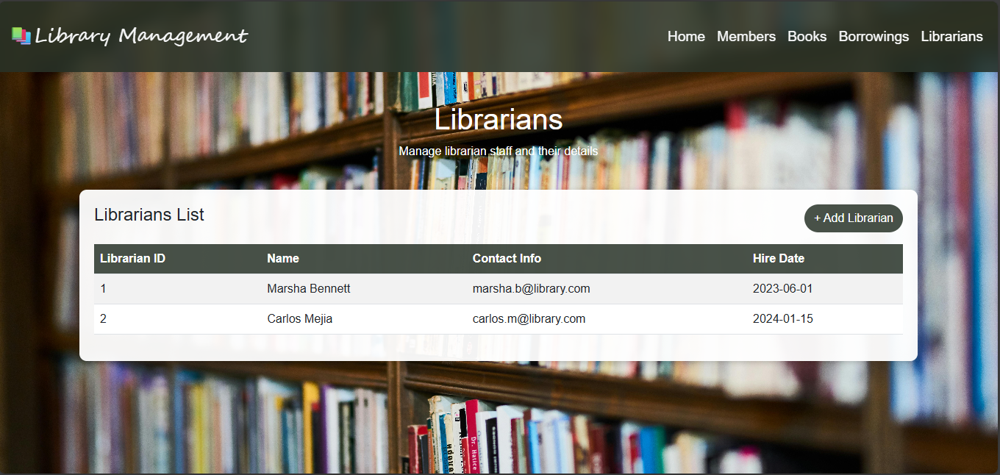 Library Management
Home Members Books Borrowings Librarians
Librarians
Manage librarian staff and their details
Librarians List
+ Add Librarian
Librarian ID Name Contact Info Hire Date
1 Marsha Bennett marsha.b@library.com 2023-06-01
2 Carlos Mejia carlos.m@library.com 2024-01-15
Dr. Hatice